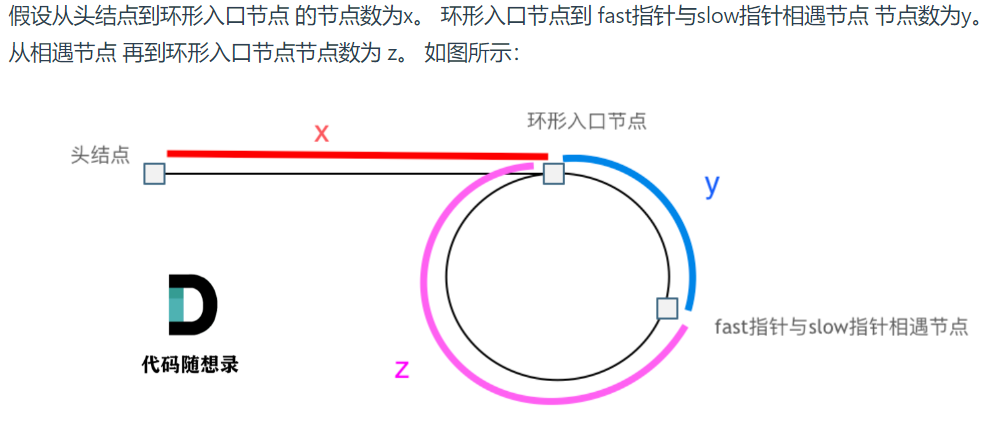 假设从头结点到环形入口节点 的节点数为x。 环形入口节点到 fast指针与slow指针相遇节点 节点数为y。
从相遇节点 再到环形入口节点节点数为 z。 如图所示：
环形入口节点
x
头结点
y
fast指针与slow指针相遇节点
代码随想录
z